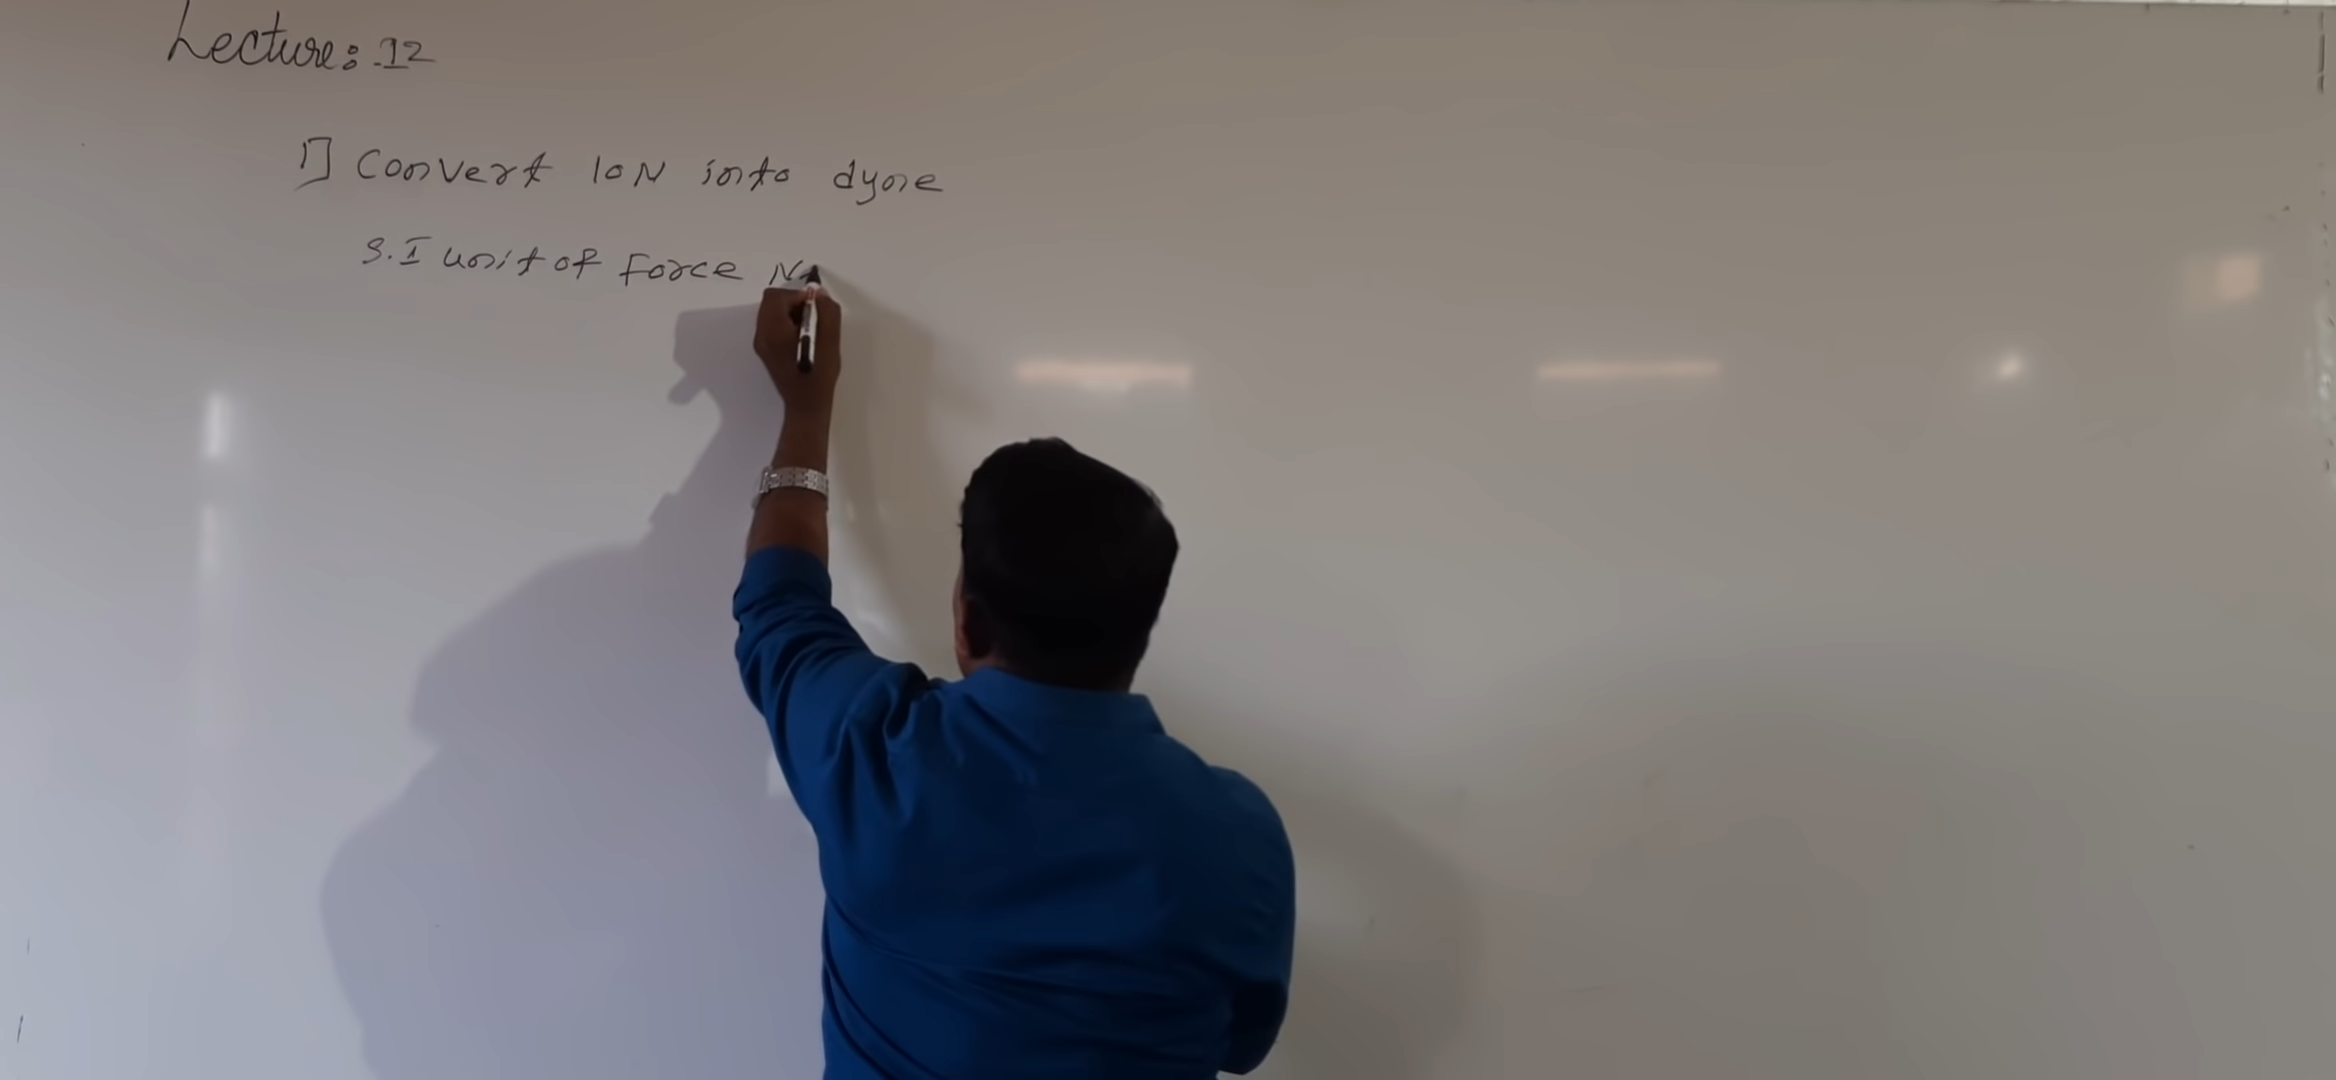 Lecture: 12
1] Convert 10N into dyne
S.I unit of Force